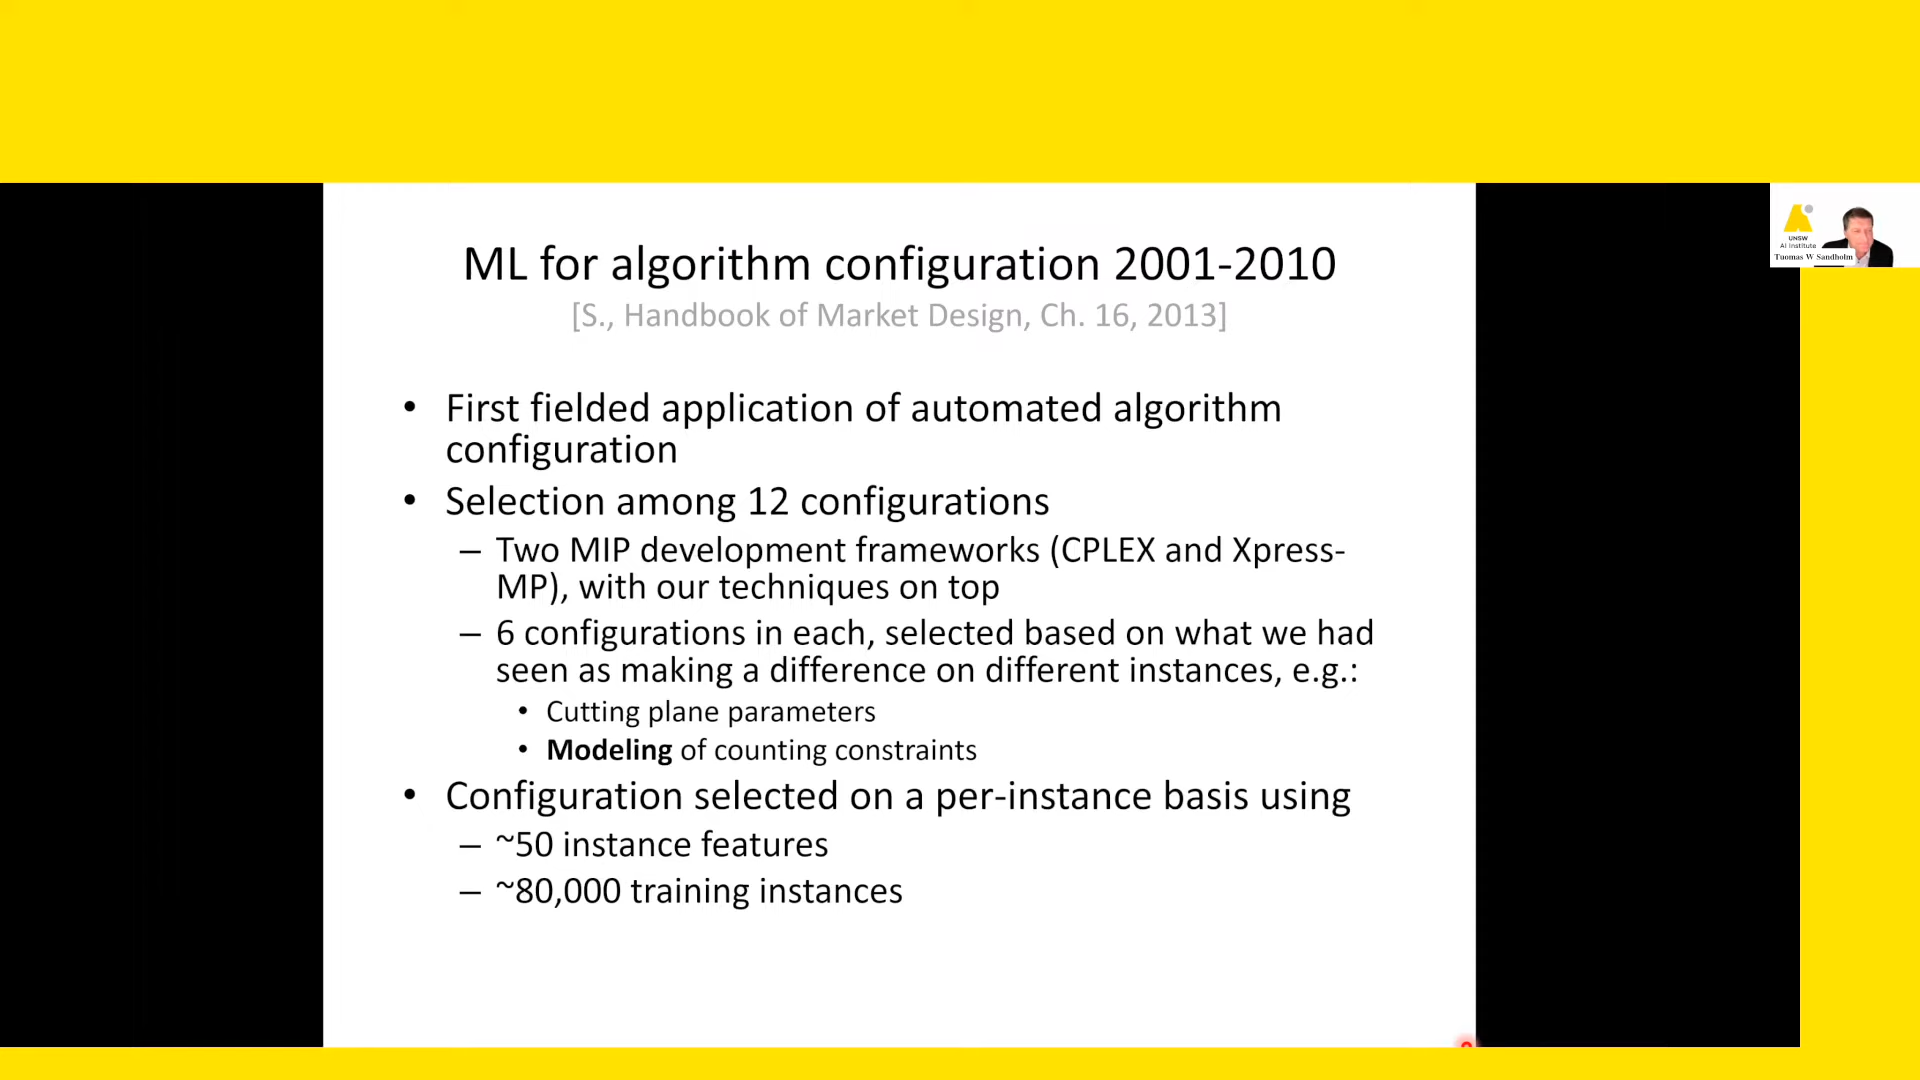 ML for algorithm configuration 2001-2010
[S., Handbook of Market Design, Ch. 16, 2013]
• First fielded application of automated algorithm
configuration
• Selection among 12 configurations
– Two MIP development frameworks (CPLEX and Xpress-
MP), with our techniques on top
– 6 configurations in each, selected based on what we had
seen as making a difference on different instances, e.g.:
• Cutting plane parameters
• Modeling of counting constraints
• Configuration selected on a per-instance basis using
– ~50 instance features
– ~80,000 training instances
UNSW
AI Institute
Tuomas W Sandholm